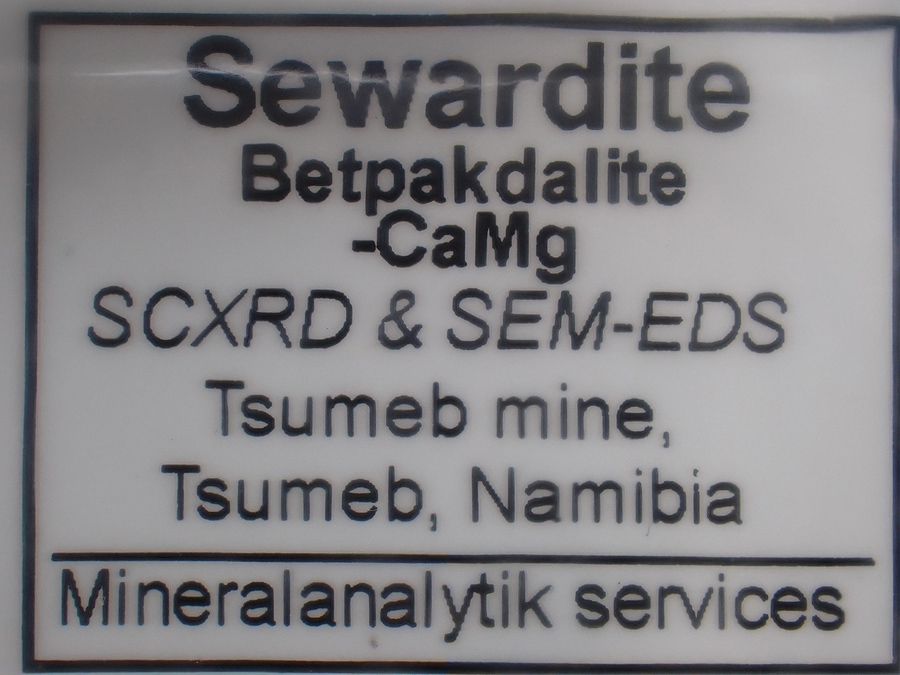 Sewardite
Betpakdalite
-CaMg
SCXRD & SEM-EDS
Tsumeb mine,
Tsumeb, Namibia
Mineralanalytik services